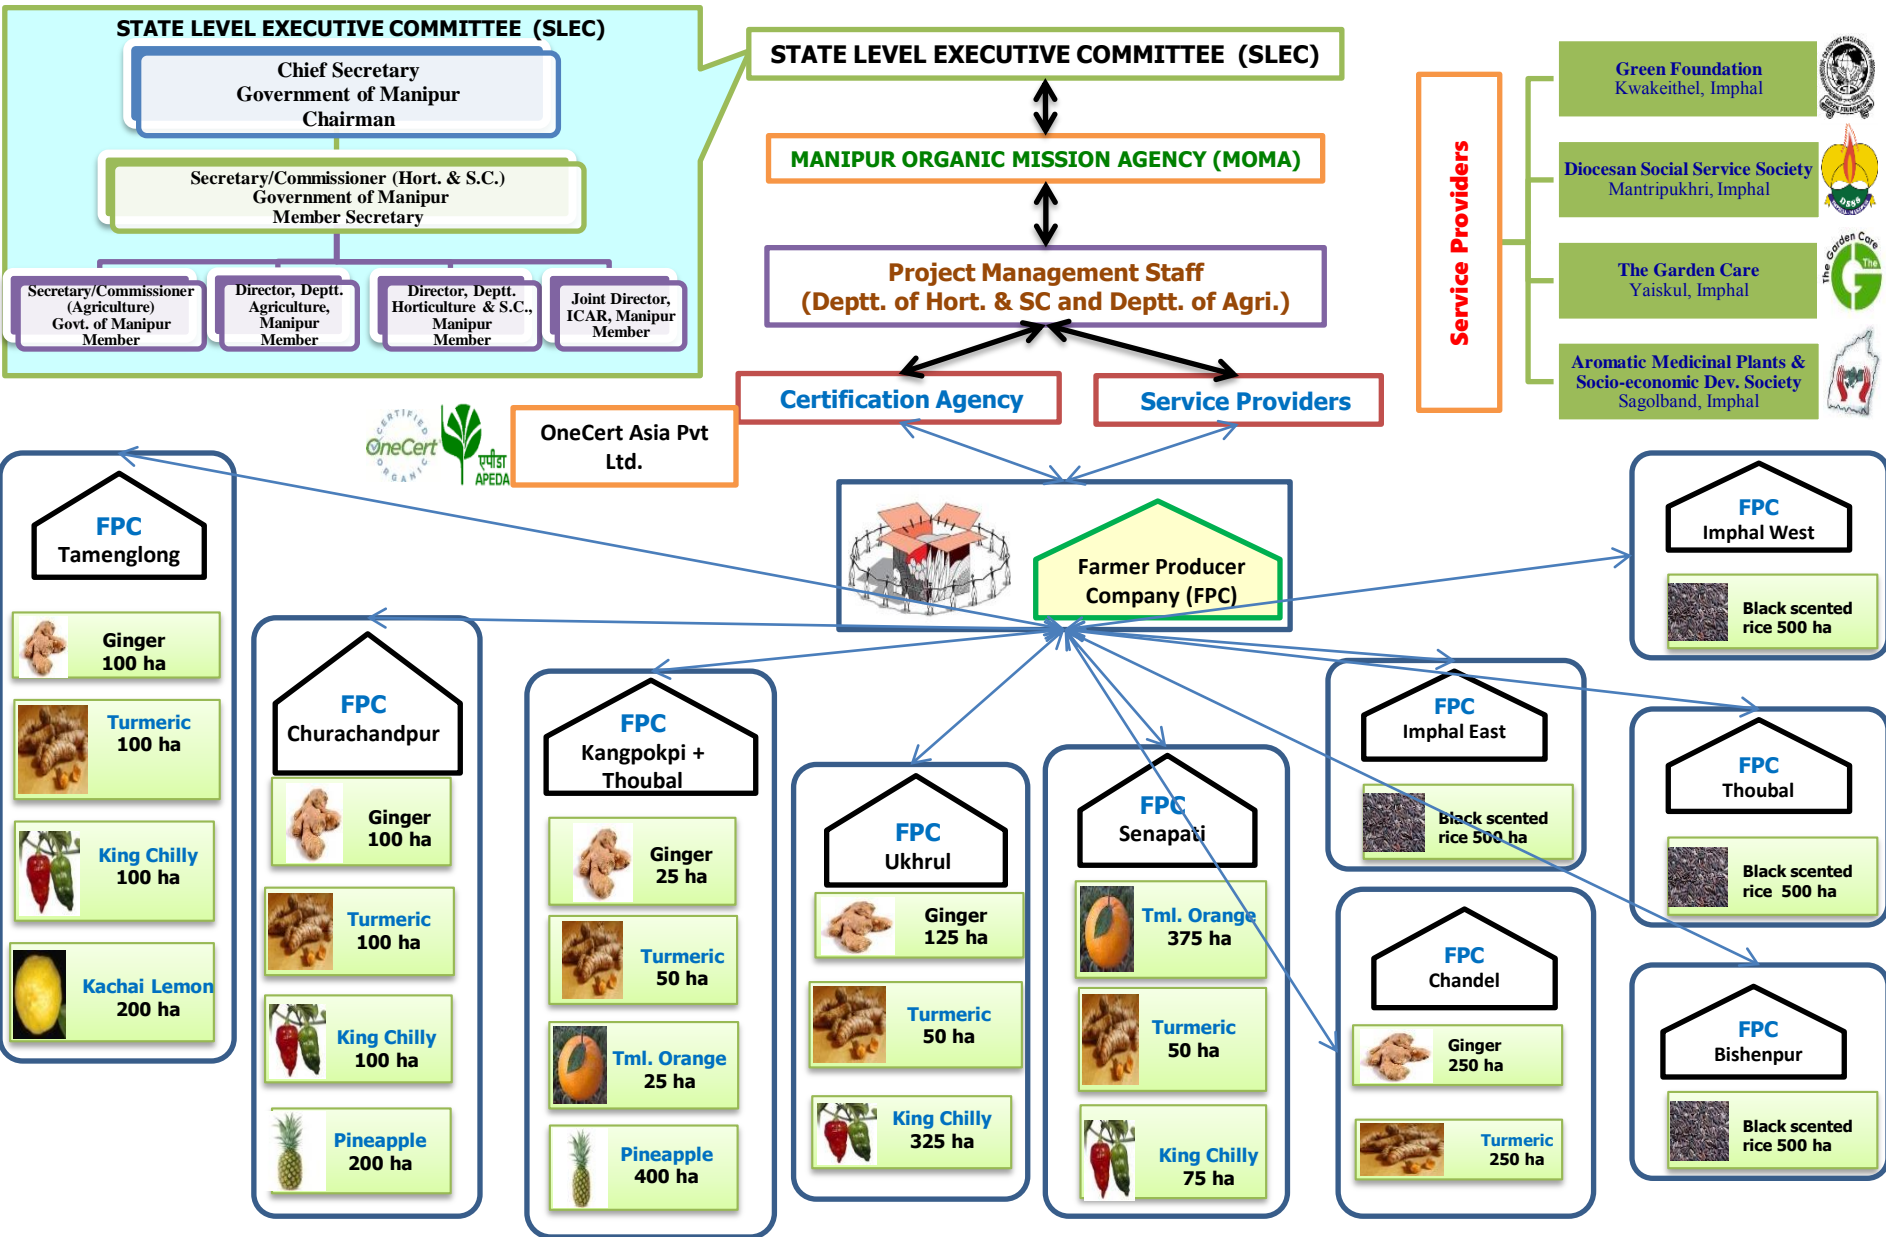 STATE LEVEL EXECUTIVE COMMITTEE (SLEC)
Chief Secretary
Government of Manipur
Chairman
Secretary/Commissioner (Hort. & S.C.)
Government of Manipur
Member Secretary
Secretary/Commissioner
(Agriculture)
Govt. of Manipur
Member
Director, Deptt.
Agriculture,
Manipur
Member
Director, Deptt.
Horticulture & S.C.,
Manipur
Member
Joint Director,
ICAR, Manipur
Member
STATE LEVEL EXECUTIVE COMMITTEE (SLEC)
MANIPUR ORGANIC MISSION AGENCY (MOMA)
Project Management Staff
(Deptt. of Hort. & SC and Deptt. of Agri.)
Certification Agency
Service Providers
Service Providers
Green Foundation
Kwakeithel, Imphal
GREEN FOUNDATION
Diocesan Social Service Society
Mantripukhri, Imphal
DSSS
The Garden Care
Yaiskul, Imphal
The Garden Care
The
Aromatic Medicinal Plants &
Socio-economic Dev. Society
Sagolband, Imphal
CERTIFIED
OneCert
ORGANIC
एपीडा
APEDA
OneCert Asia Pvt
Ltd.
Farmer Producer
Company (FPC)
FPC
Tamenglong
Ginger
100 ha
Turmeric
100 ha
King Chilly
100 ha
Kachai Lemon
200 ha
FPC
Churachandpur
Ginger
100 ha
Turmeric
100 ha
King Chilly
100 ha
Pineapple
200 ha
FPC
Kangpokpi +
Thoubal
Ginger
25 ha
Turmeric
50 ha
Tml. Orange
25 ha
Pineapple
400 ha
FPC
Ukhrul
Ginger
125 ha
Turmeric
50 ha
King Chilly
325 ha
FPC
Senapati
Tml. Orange
375 ha
Turmeric
50 ha
King Chilly
75 ha
FPC
Imphal East
Black scented
rice 500 ha
FPC
Chandel
Ginger
250 ha
Turmeric
250 ha
FPC
Imphal West
Black scented
rice 500 ha
FPC
Thoubal
Black scented
rice 500 ha
FPC
Bishenpur
Black scented
rice 500 ha